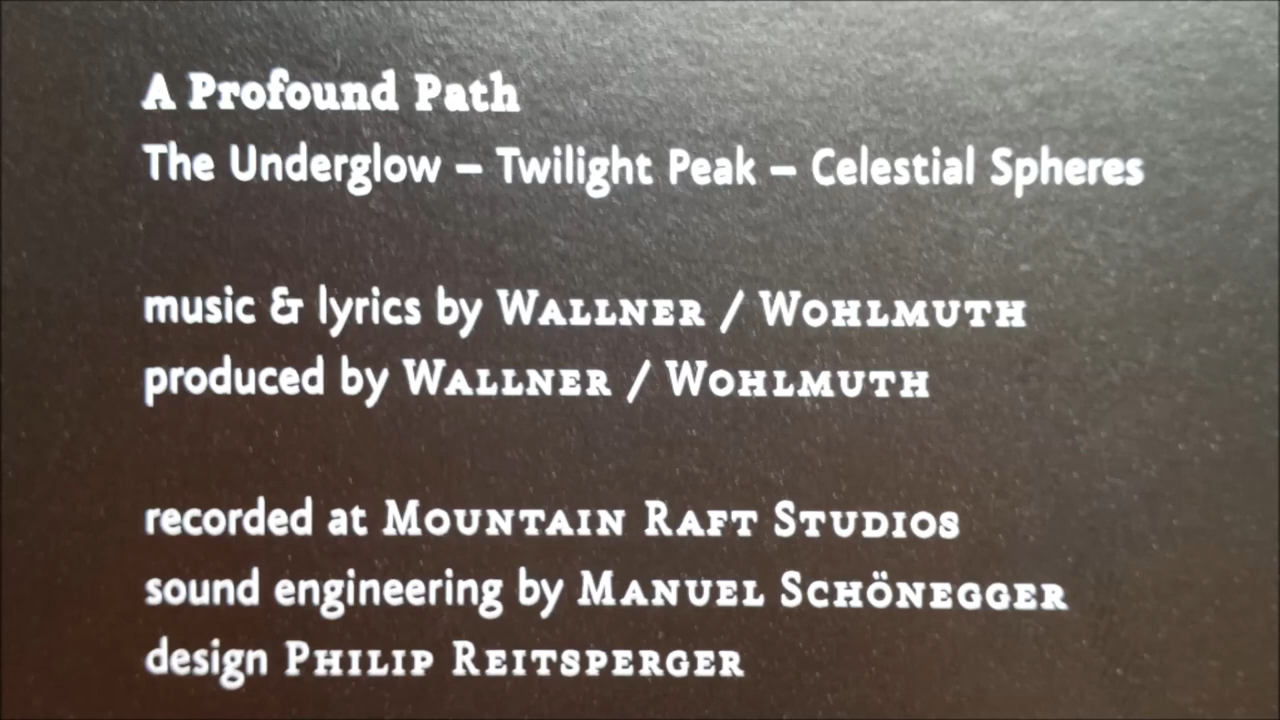 A Profound Path
The Underglow – Twilight Peak – Celestial Spheres
music & lyrics by WALLNER / WOHLMUTH
produced by WALLNER / WOHLMUTH
recorded at MOUNTAIN RAFT STUDIOS
sound engineering by MANUEL SCHÖNEGGER
design PHILIP REITSPERGER